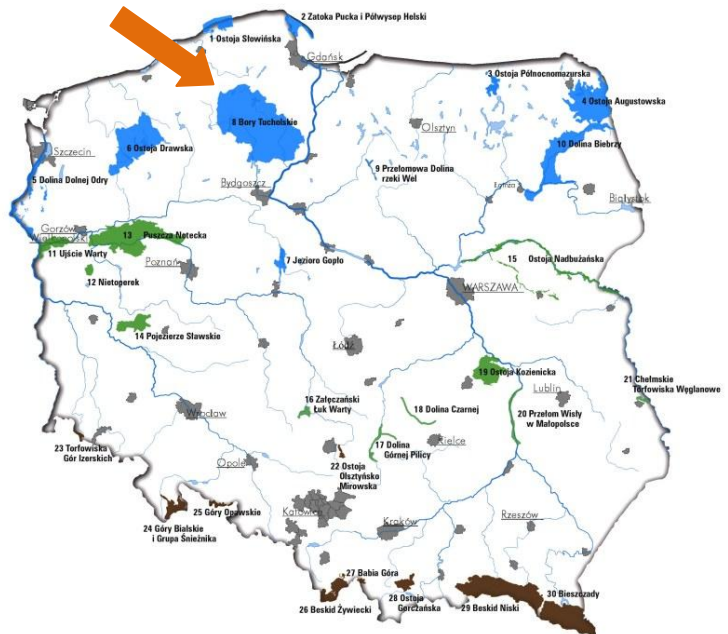 2 Zatoka Pucka i Półwysop Helski
1 Ostoja Słowińska
Gdańsk
3 Ostoja Północnomazurska
4 Ostoja Augustowska
8 Bory Tucholskie
Olsztyn
6 Ostoja Drawska
10 Dolina Biebrzy
Szczecin
9 Przełomowa Dolina
rzeki Wel
5 Dolina Dolnej Odry
Bydgoszcz
Łomża
Białystok
Gorzów
Wielkopolski
13 Puszcza Notecka
11 Ujście Warty
7 Jezioro Gopło
15 Ostoja Nadbużańska
Poznań
12 Nietoperek
WARSZAWA
14 Pojezierze Sławskie
Łódź
19 Ostoja Kozienicka
21 Chełmskie
Torfowiska Węglanowe
Lublin
16 Załęczański
Łuk Warty
18 Dolina Czarnej
20 Przełom Wisły
w Małopolsce
Wrocław
17 Dolina
Górnej Pilicy
Kielce
23 Torfowiska
Gór Izerskich
Opole
22 Ostoja
Olsztyńsko
Mirowska
25 Góry Opawskie
Katowice
Rzeszów
24 Góry Bialskie
i Grupa Śnieżnika
Kraków
27 Babia Góra
26 Beskid Żywiecki
28 Ostoja
Gorczańska
29 Beskid Niski
30 Bieszczady